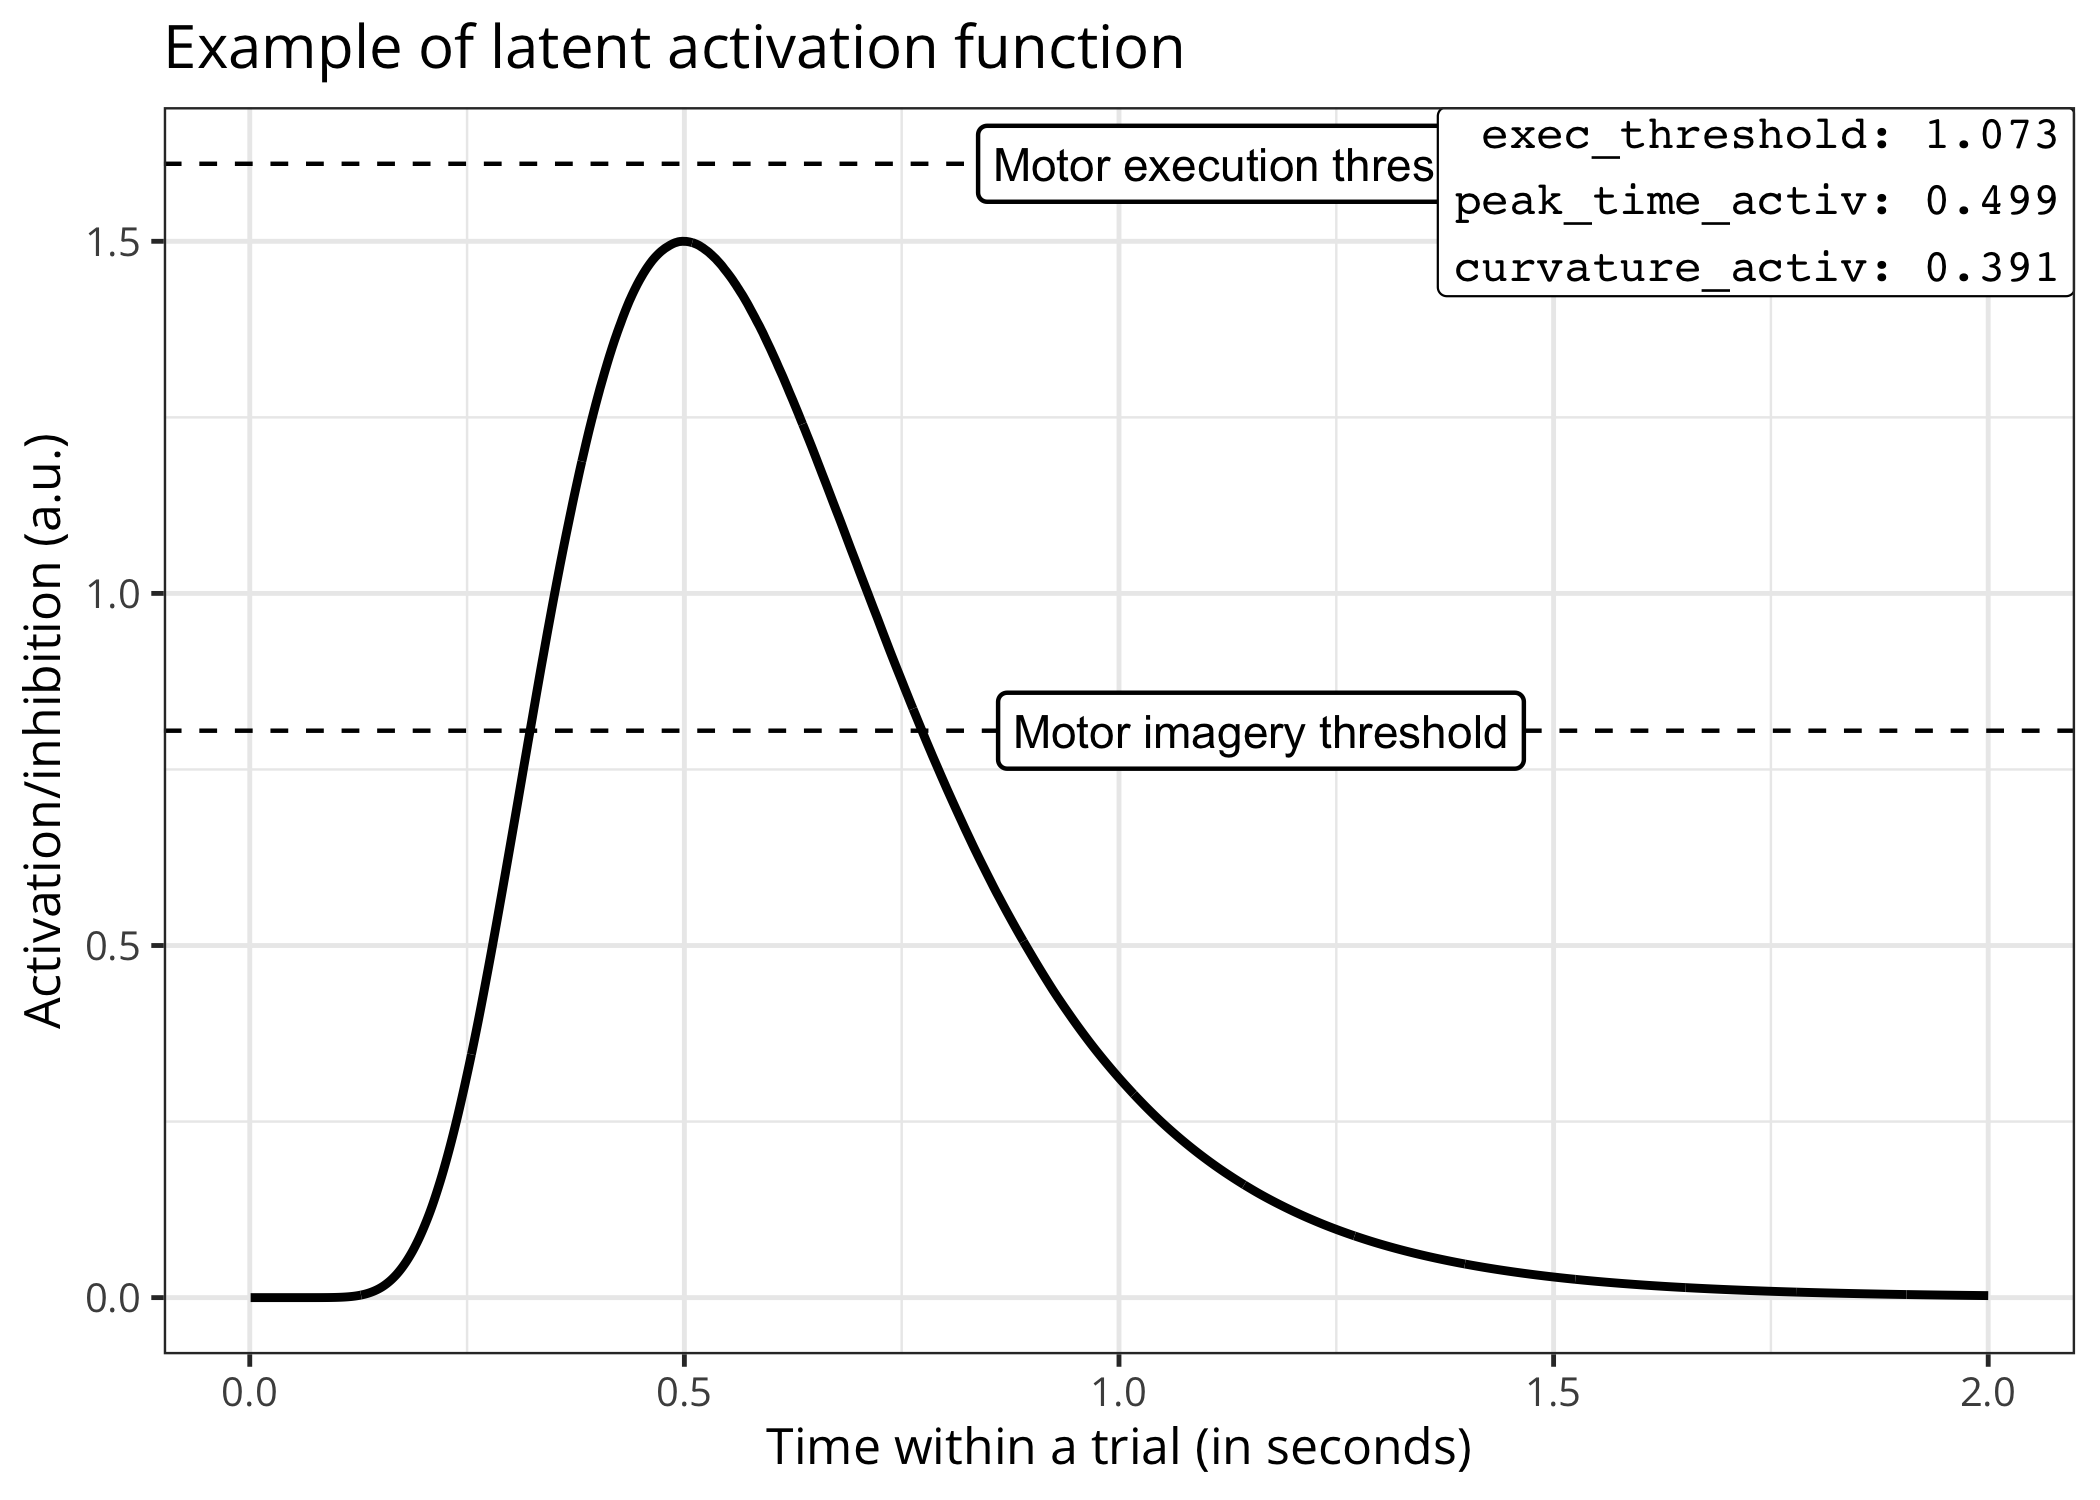 Example of latent activation function
Motor execution thres
exec_threshold: 1.073
peak_time_activ: 0.499
curvature_activ: 0.391
Motor imagery threshold
Activation/inhibition (a.u.)
1.5
1.0
0.5
0.0
0.0 0.5 1.0 1.5 2.0
Time within a trial (in seconds)